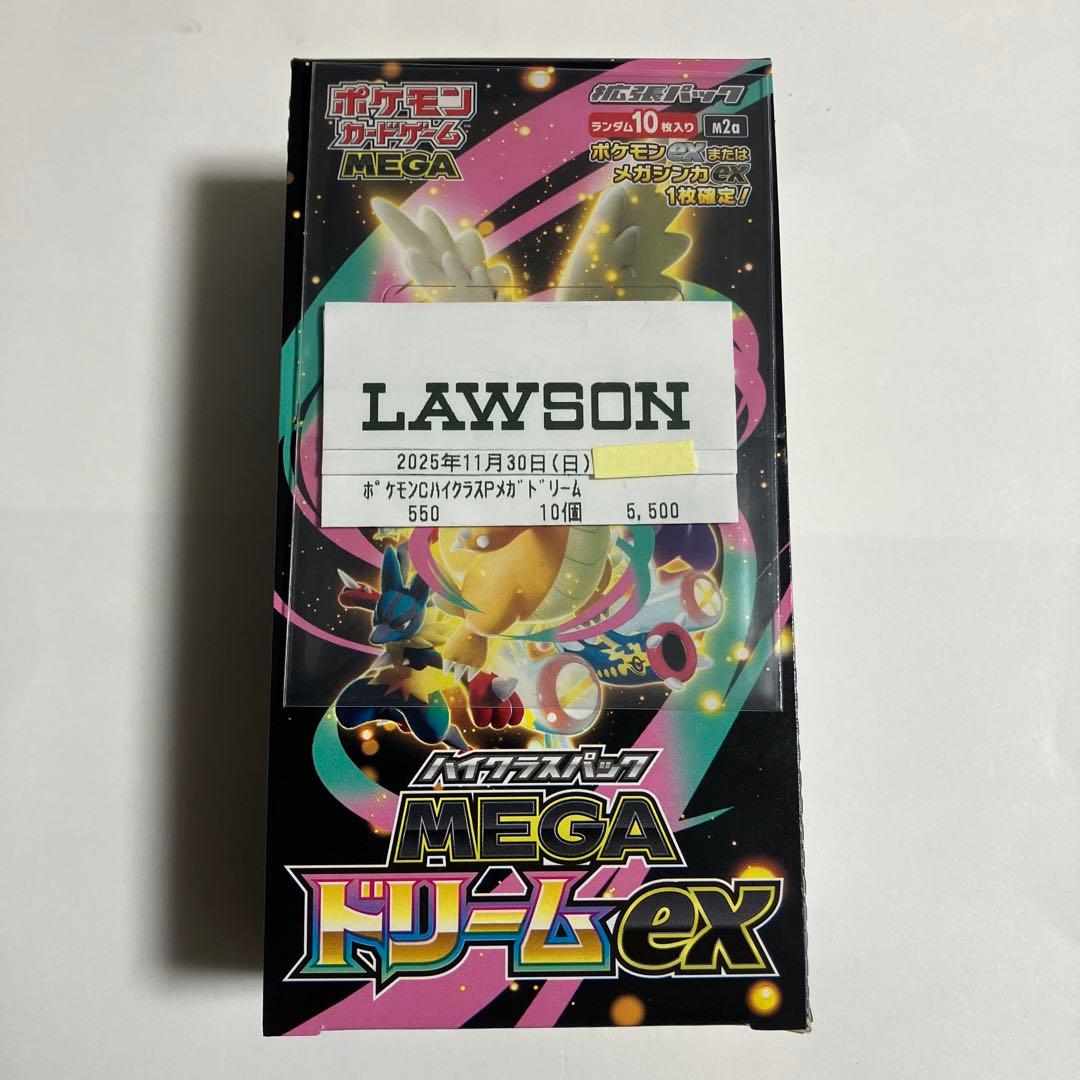 ポケモン
カードゲーム
MEGA
拡張パック
ランダム10枚入り M2a
ポケモンexまたは
メガシンカex
1枚確定!
LAWSON
2025年11月30日(日)
ポケモンCハイクラスPメガドリーム
550 10個 5,500
ハイクラスパック
MEGA
ドリームex